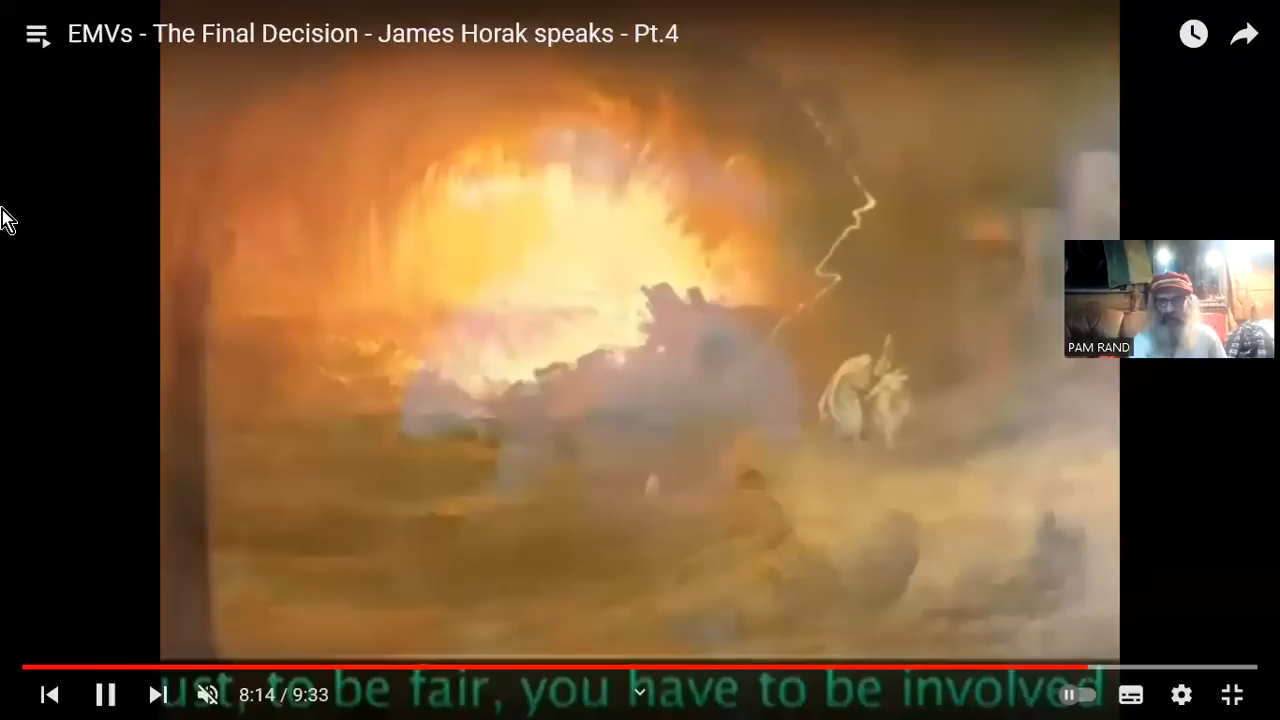 EMVs - The Final Decision - James Horak speaks - Pt.4
PAM RAND
ust, to be fair, you have to be involved
8:14 / 9:33